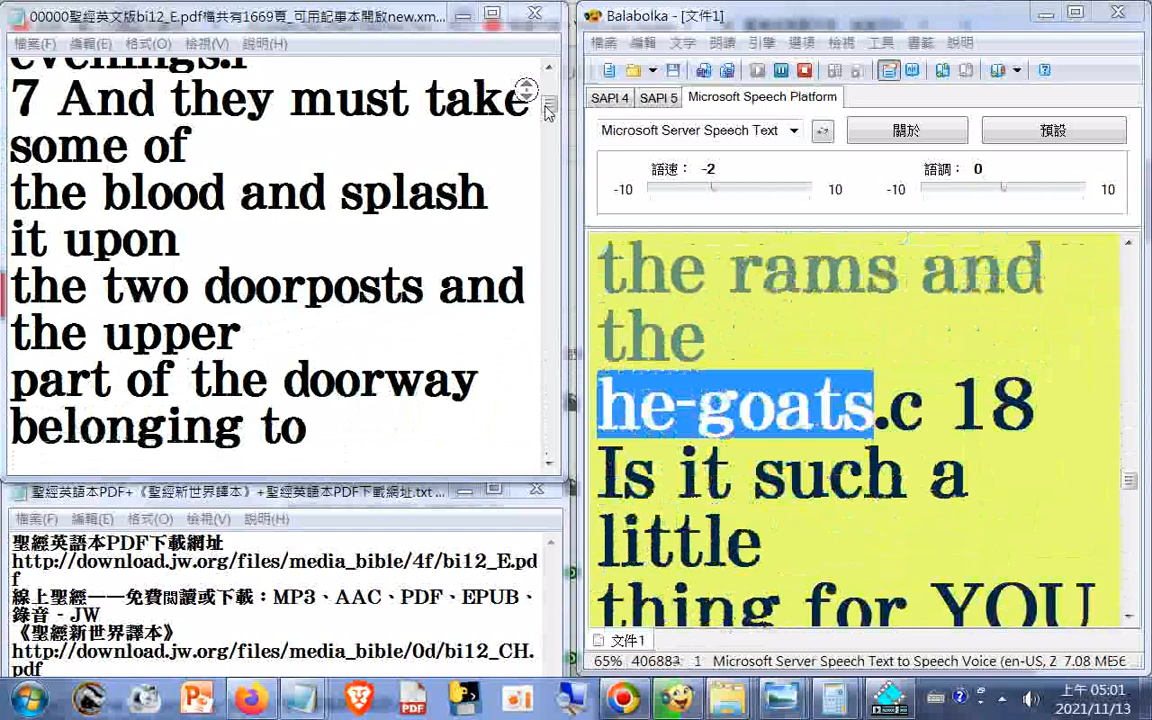 00000聖經英文版bi12_E.pdf檔共有1669頁_可用記事本開啟new.xm...
檔案(F) 編輯(E) 格式(O) 檢視(V) 說明(H)
evenings.f
7 And they must take
some of
the blood and splash
it upon
the two doorposts and
the upper
part of the doorway
belonging to
聖經英語本PDF+《聖經新世界譯本》+聖經英語本PDF下載網址.txt ...
檔案(F) 編輯(E) 格式(O) 檢視(V) 說明(H)
聖經英語本PDF下載網址
http://download.jw.org/files/media_bible/4f/bi12_E.pd
f
線上聖經——免費閱讀或下載：MP3、AAC、PDF、EPUB、
錄音 - JW
《聖經新世界譯本》
http://download.jw.org/files/media_bible/0d/bi12_CH.
pdf
Balabolka - [文件1]
檔案 編輯 文字 朗讀 引擎 選項 檢視 工具 書籤 說明
SAPI 4 SAPI 5 Microsoft Speech Platform
Microsoft Server Speech Text 關於 預設
語速： -2 語調： 0
-10 10 -10 10
the rams and
the
he-goats.c 18
Is it such a
little
thing for YOU
文件1
65% 1 Microsoft Server Speech Text to Speech Voice (en-US, 2 7.08
上午 05:01
2021/11/13